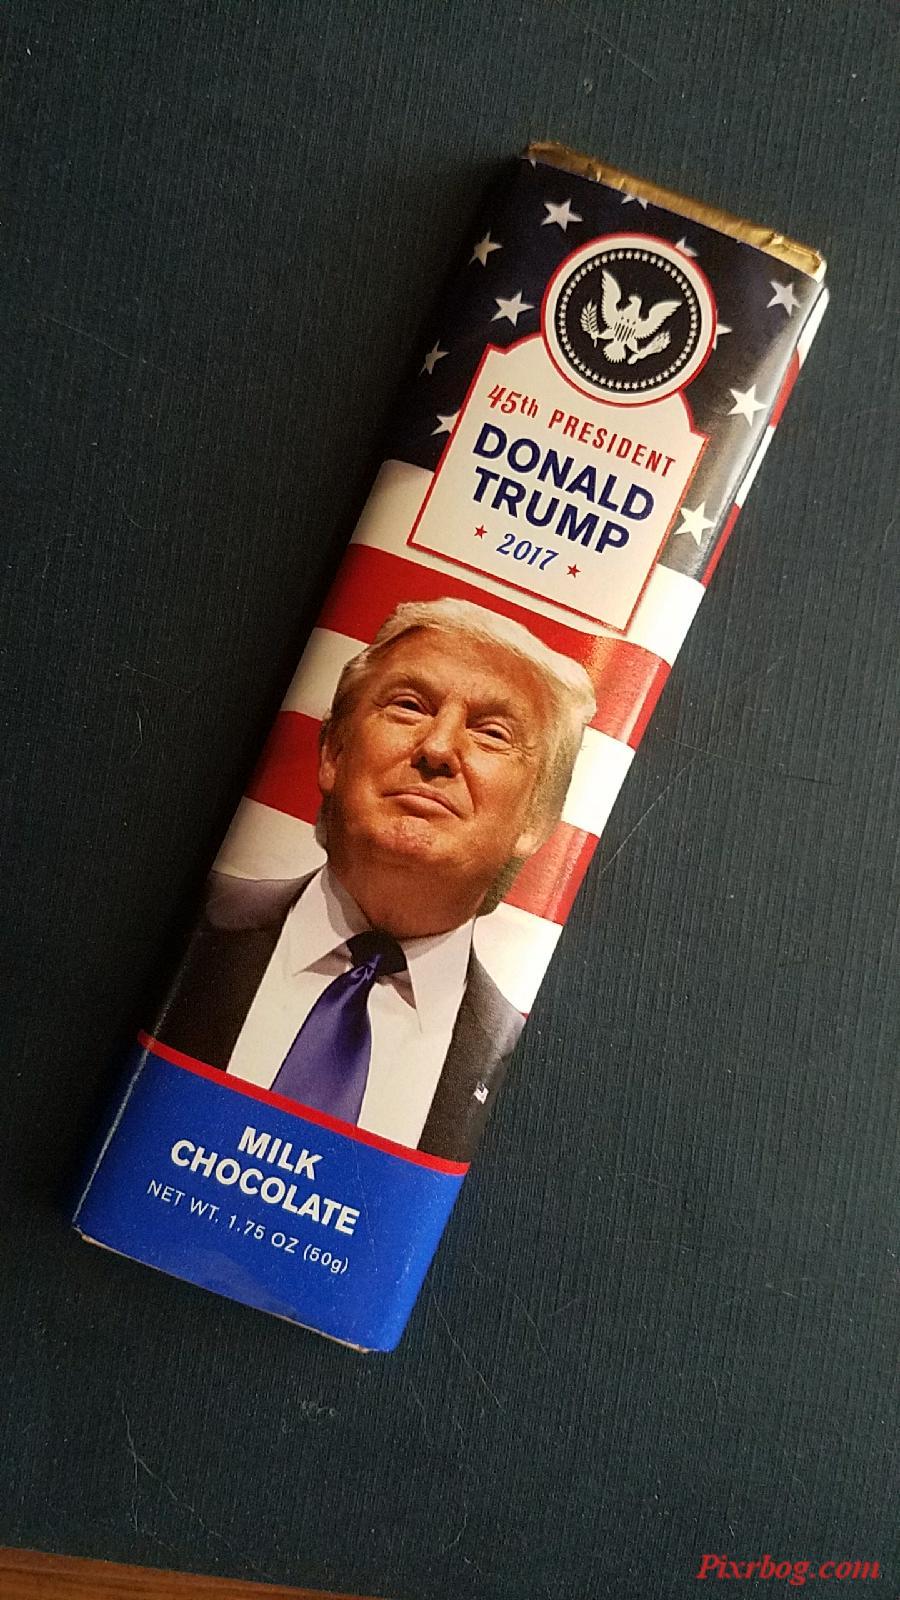 45th PRESIDENT
DONALD
TRUMP
2017
MILK
CHOCOLATE
NET WT. 1.75 OZ (50g)
Pixrbog.com